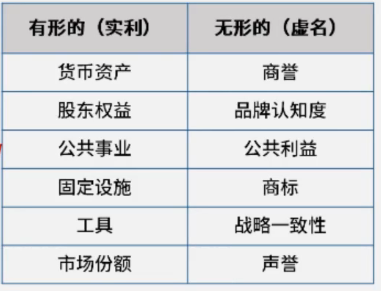 有形的（实利） 无形的（虚名）
货币资产 商誉
股东权益 品牌认知度
公共事业 公共利益
固定设施 商标
工具 战略一致性
市场份额 声誉